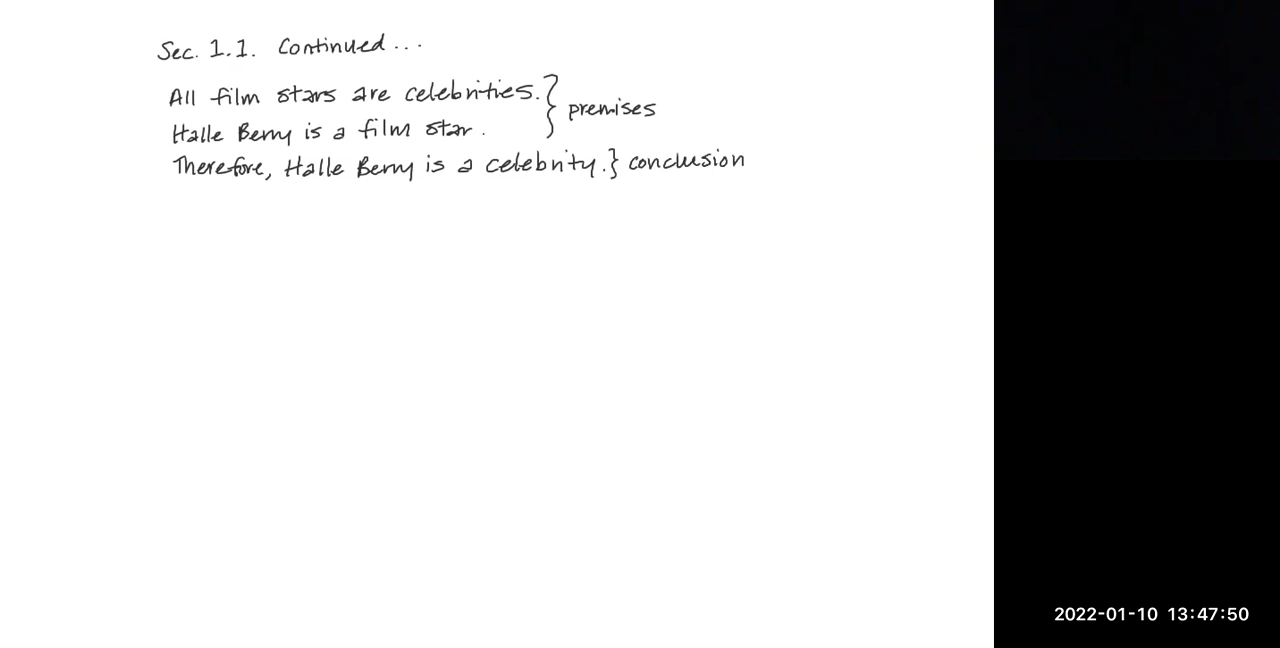 Sec. 1.1. Continued...
All film stars are celebrities. } premises
Halle Berry is a film star.
Therefore, Halle Berry is a celebrity. } conclusion
2022-01-10 13:47:50